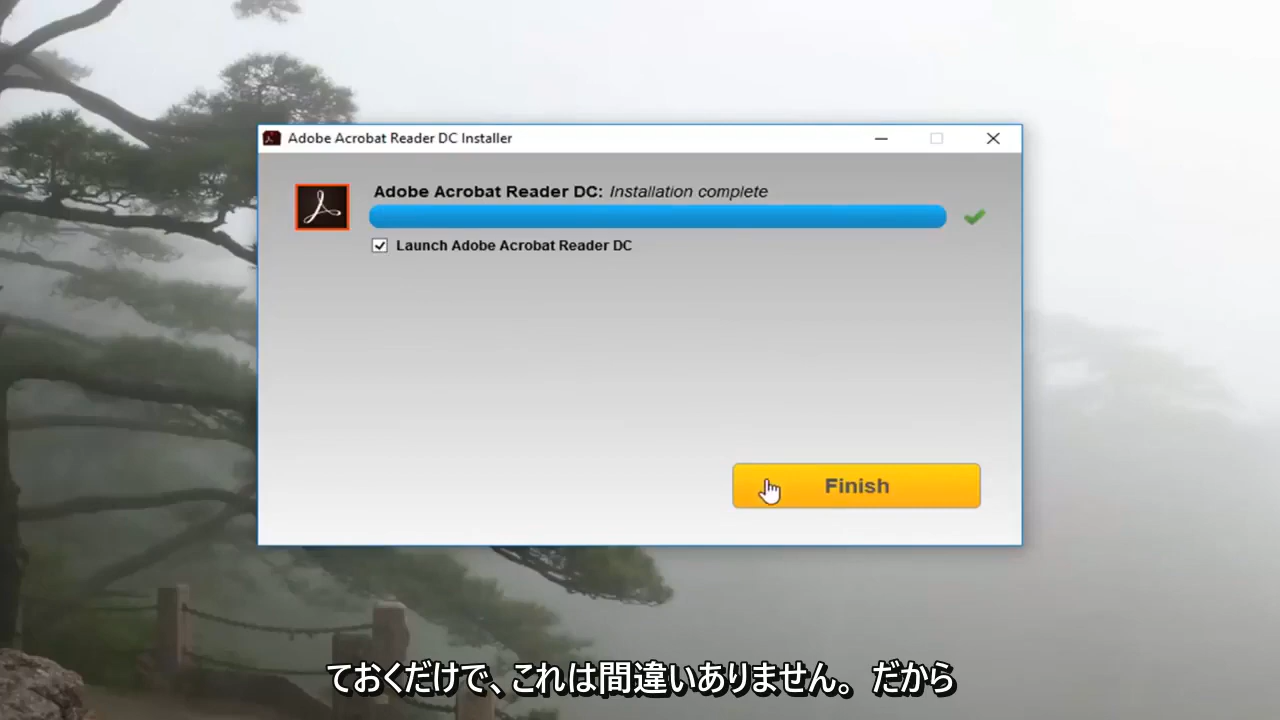 Adobe Acrobat Reader DC Installer
Adobe Acrobat Reader DC: Installation complete
Launch Adobe Acrobat Reader DC
Finish
ておくだけで、これは間違いありません。 だから